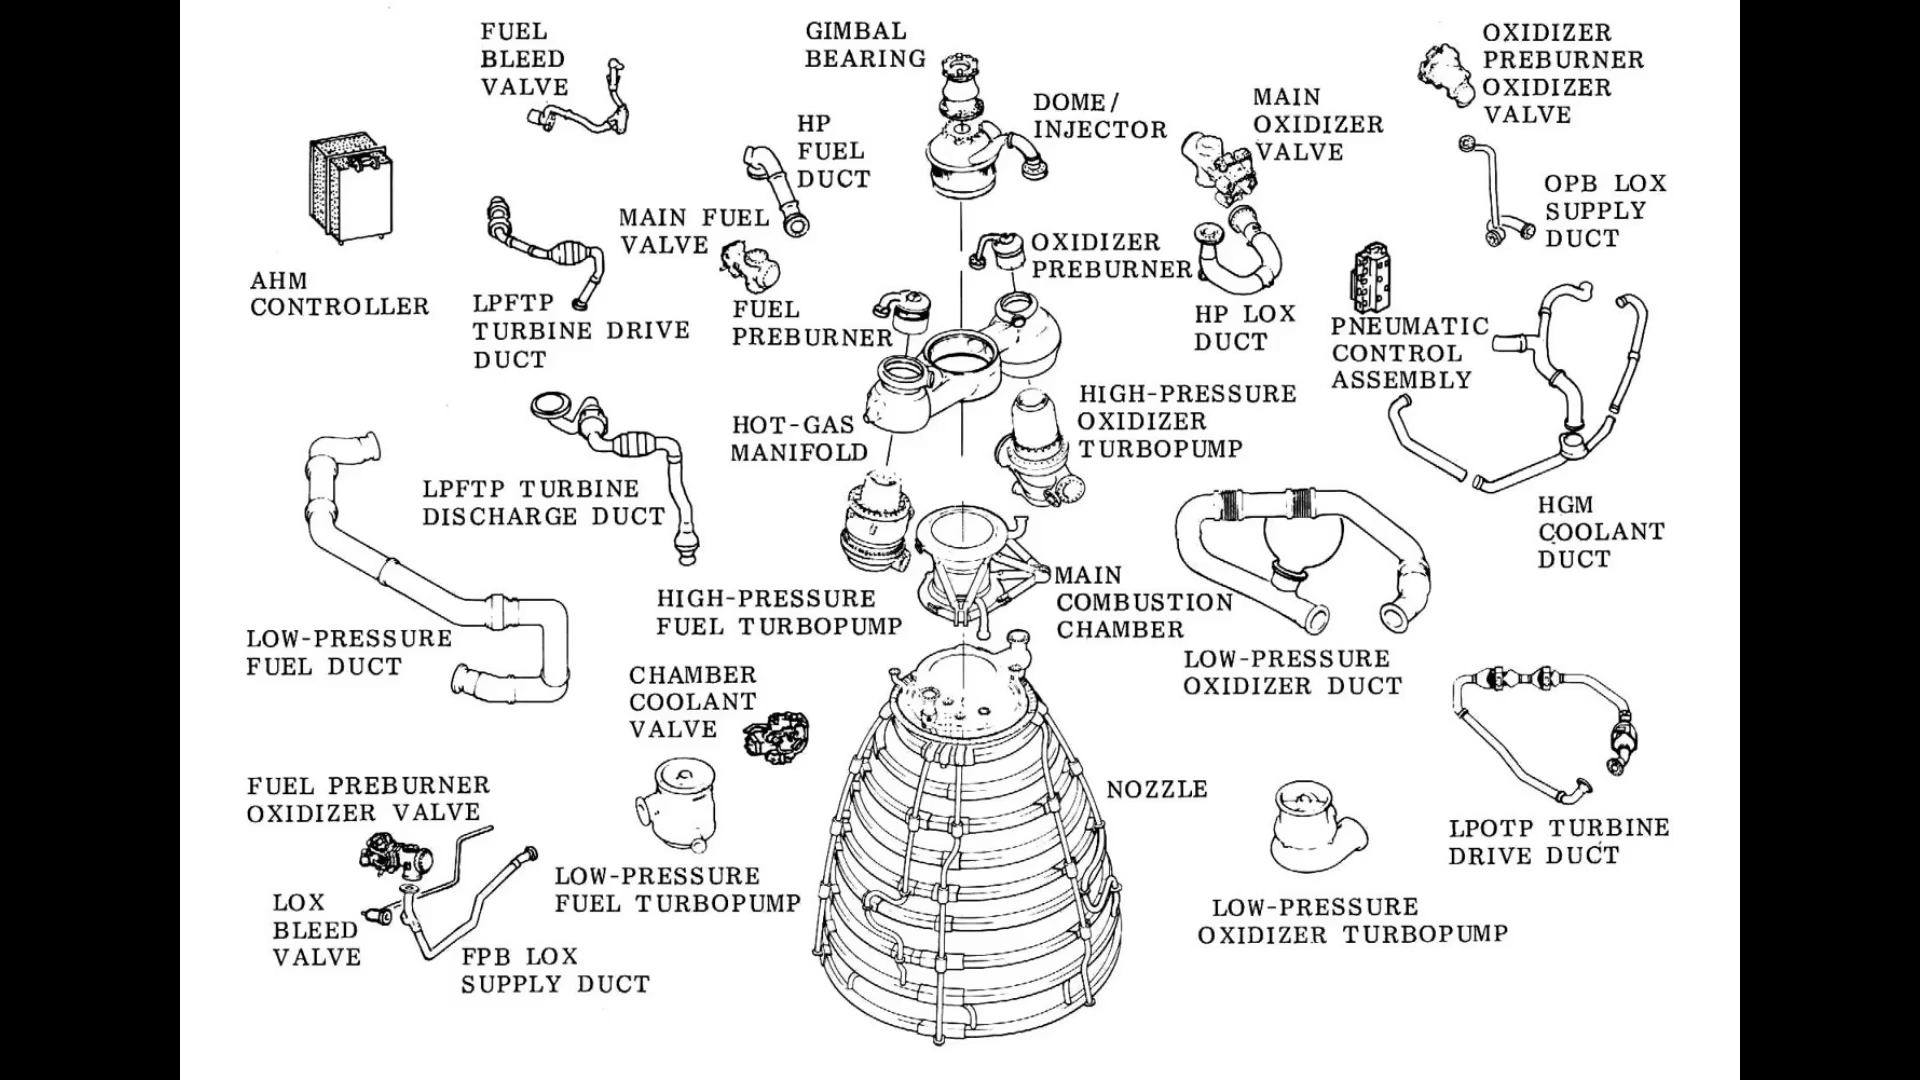 FUEL
BLEED
VALVE
GIMBAL
BEARING
OXIDIZER
PREBURNER
OXIDIZER
VALVE
DOME/
INJECTOR
MAIN
OXIDIZER
VALVE
HP
FUEL
DUCT
OPB LOX
SUPPLY
DUCT
MAIN FUEL
VALVE
OXIDIZER
PREBURNER
AHM
CONTROLLER
LPFTP
TURBINE DRIVE
DUCT
FUEL
PREBURNER
HP LOX
DUCT
PNEUMATIC
CONTROL
ASSEMBLY
HIGH-PRESSURE
OXIDIZER
TURBOPUMP
HOT-GAS
MANIFOLD
LPFTP TURBINE
DISCHARGE DUCT
HGM
COOLANT
DUCT
MAIN
COMBUSTION
CHAMBER
HIGH-PRESSURE
FUEL TURBOPUMP
LOW-PRESSURE
FUEL DUCT
LOW-PRESSURE
OXIDIZER DUCT
CHAMBER
COOLANT
VALVE
FUEL PREBURNER
OXIDIZER VALVE
NOZZLE
LPOTP TURBINE
DRIVE DUCT
LOW-PRESSURE
FUEL TURBOPUMP
LOX
BLEED
VALVE
LOW-PRESSURE
OXIDIZER TURBOPUMP
FPB LOX
SUPPLY DUCT